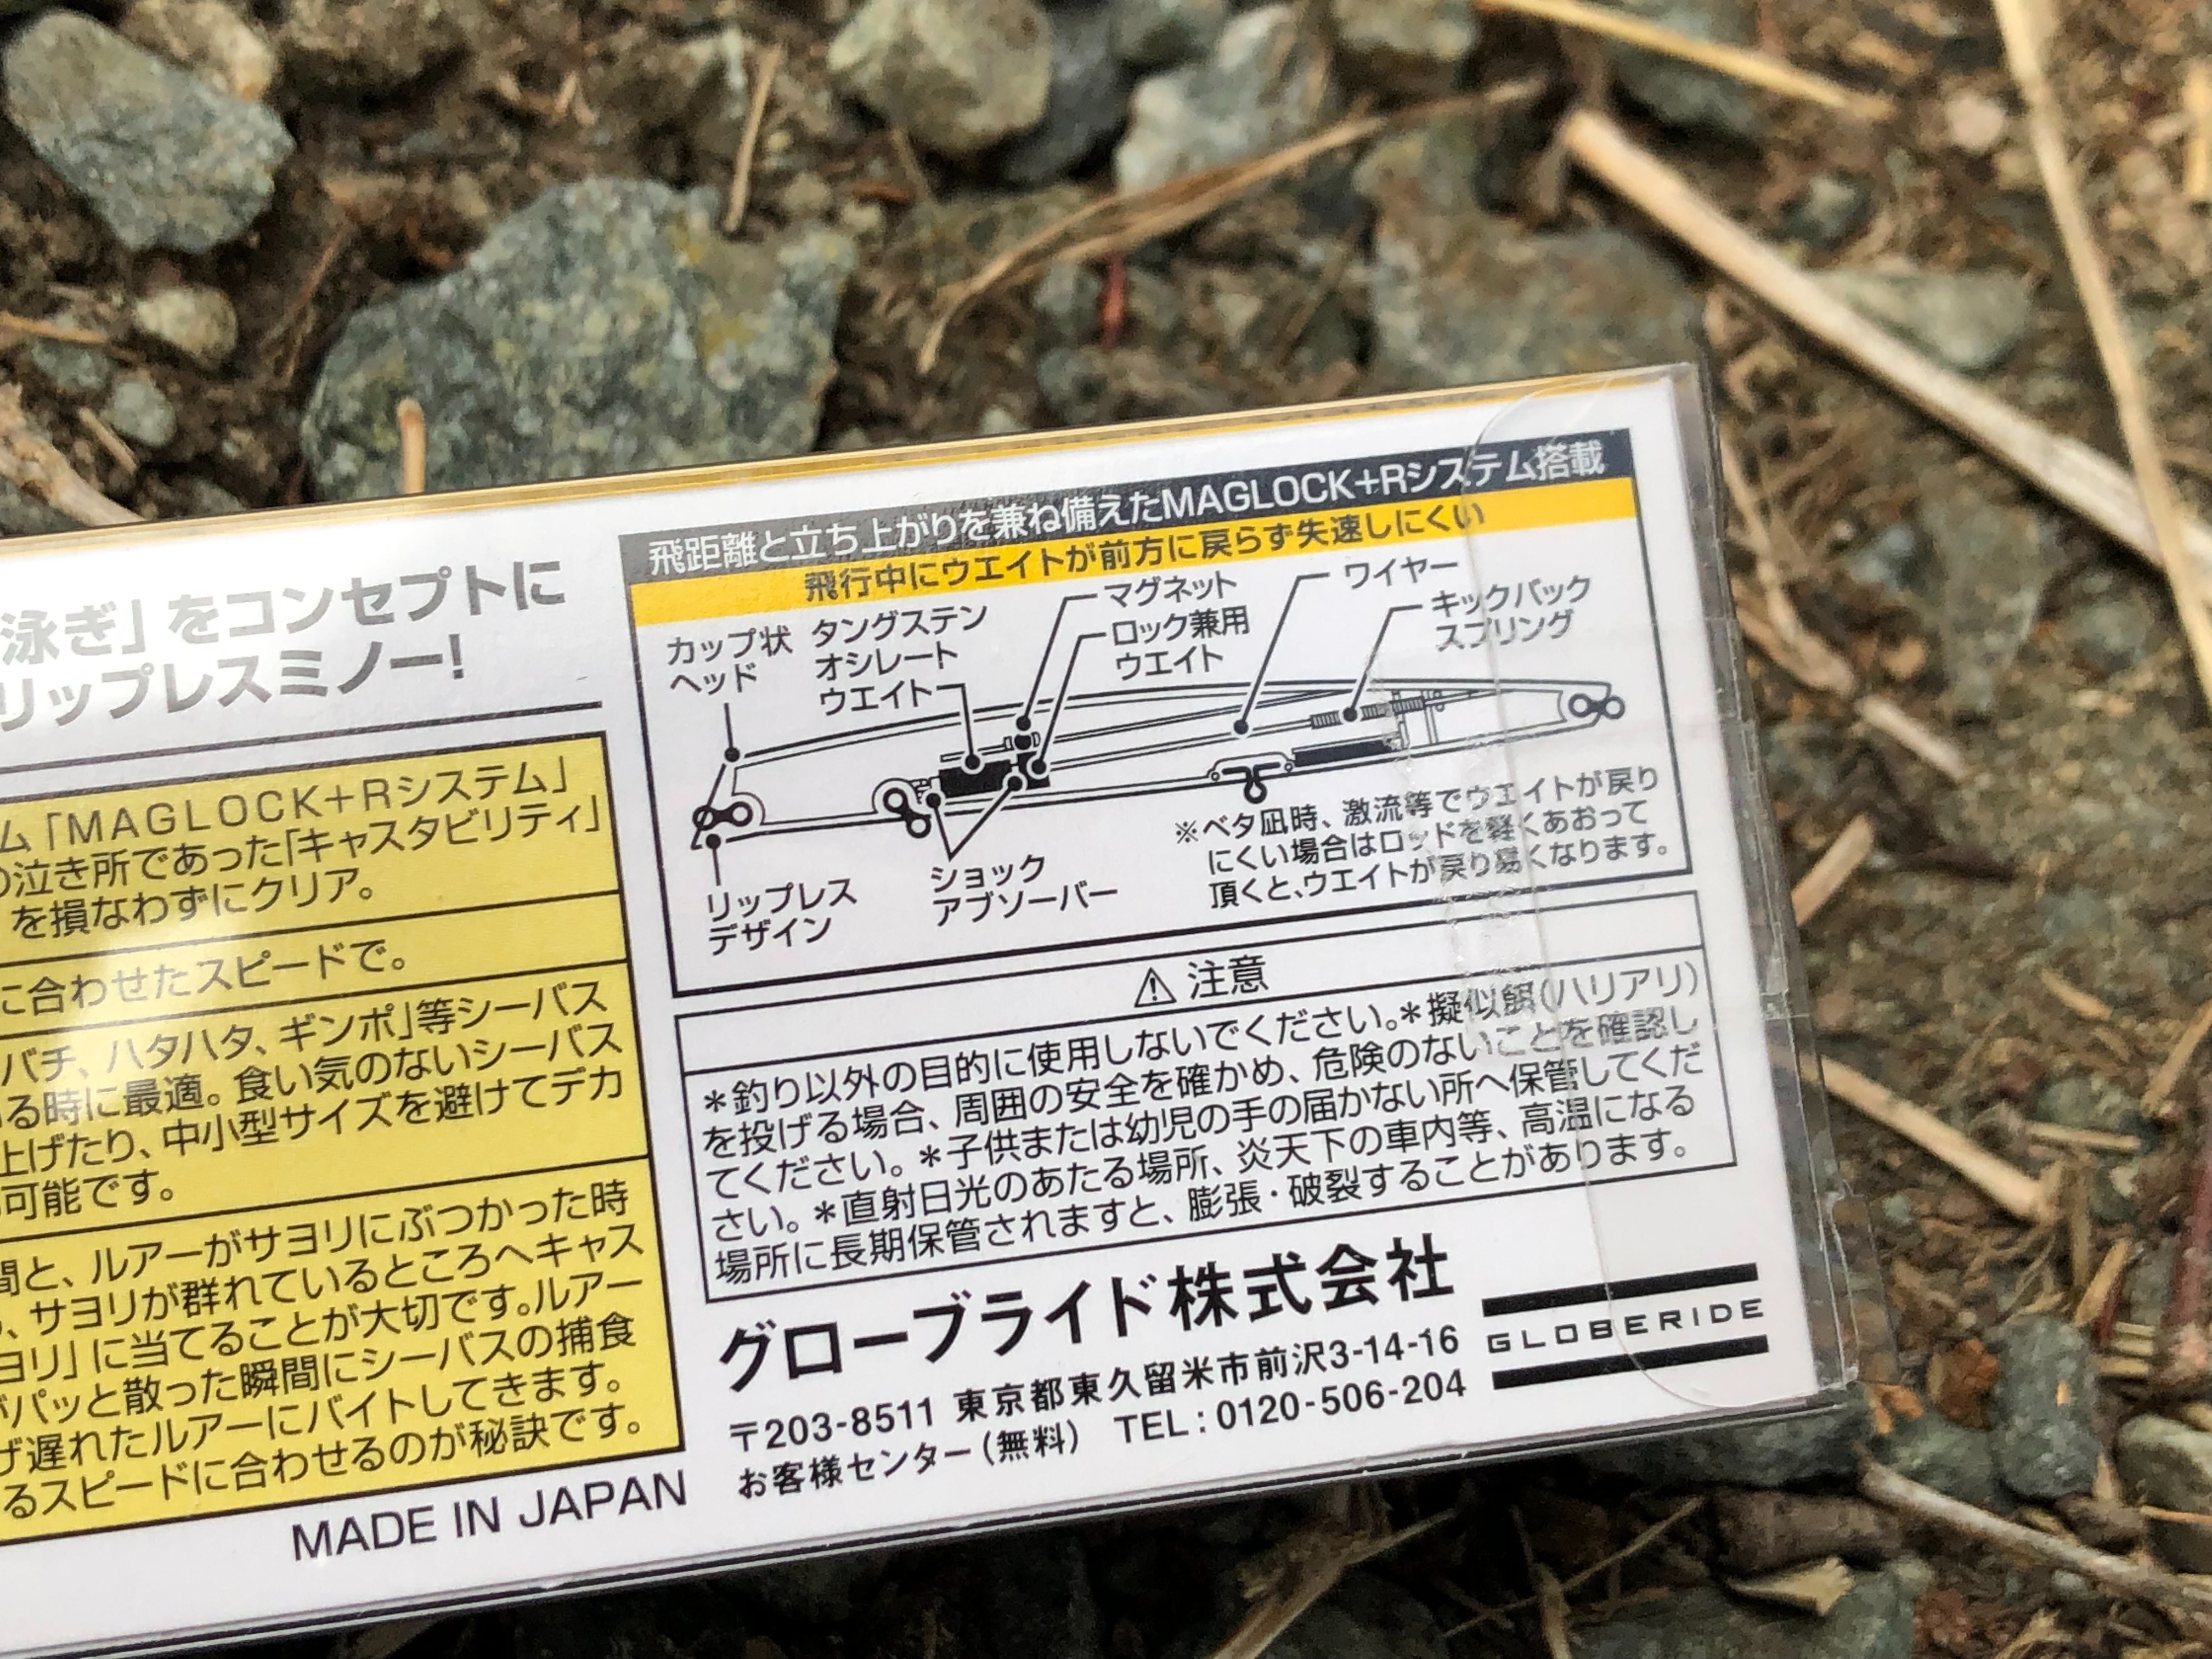 泳ぎ」をコンセプトに
リップレスミノー!
ム「MAGLOCK+Rシステム」
の泣き所であった「キャスタビリティ」
を損なわずにクリア。
に合わせたスピードで。
バチ、ハタハタ、ギンポ」等シーバス
る時に最適。食い気のないシーバス
上げたり、中小型サイズを避けてデカ
可能です。
間と、ルアーがサヨリにぶつかった時
、サヨリが群れているところへキャス
ヨリ」に当てることが大切です。ルアー
がパッと散った瞬間にシーバスの捕食
げ遅れたルアーにバイトしてきます。
るスピードに合わせるのが秘訣です。
MADE IN JAPAN
飛距離と立ち上がりを兼ね備えたMAGLOCK+Rシステム搭載
飛行中にウエイトが前方に戻らず失速しにくい
カップ状
ヘッド
タングステン
オシレート
ウエイト
マグネット
ロック兼用
ウエイト
ワイヤー
キックバック
スプリング
リップレス
デザイン
ショック
アブソーバー
※ベタ凪時、激流等でウエイトが戻り
にくい場合はロッドを軽くあおって
頂くと、ウエイトが戻り易くなります。
⚠ 注意
＊釣り以外の目的に使用しないでください。＊擬似餌(ハリアリ)
を投げる場合、周囲の安全を確かめ、危険のないことを確認し
てください。＊子供または幼児の手の届かない所へ保管してくだ
さい。＊直射日光のあたる場所、炎天下の車内等、高温になる
場所に長期保管されますと、膨張・破裂することがあります。
グローブライド株式会社
〒203-8511 東京都東久留米市前沢3-14-16
お客様センター(無料) TEL:0120-506-204
GLOBERIDE